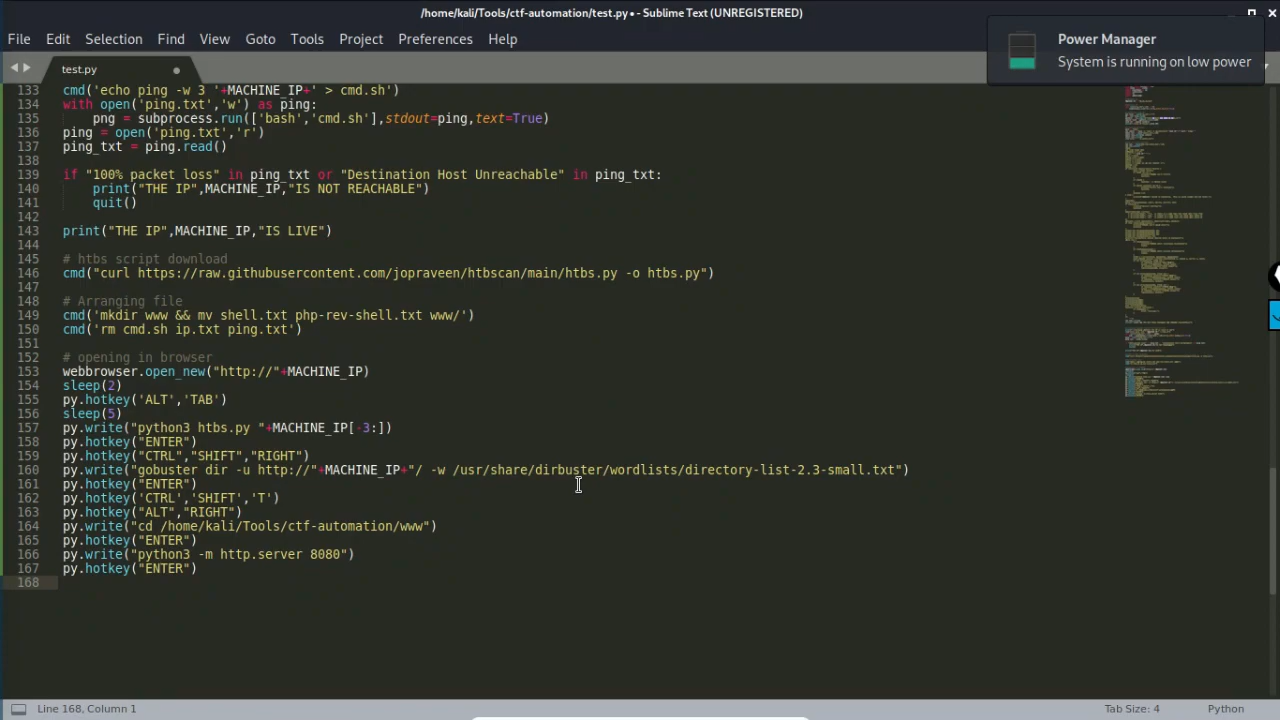 /home/kali/Tools/ctf-automation/test.py • - Sublime Text (UNREGISTERED)
File Edit Selection Find View Goto Tools Project Preferences Help
Power Manager
System is running on low power
test.py
133 cmd('echo ping -w 3 '+MACHINE_IP+' > cmd.sh')
134 with open('ping.txt','w') as ping:
135     png = subprocess.run(['bash','cmd.sh'],stdout=ping,text=True)
136 ping = open('ping.txt','r')
137 ping_txt = ping.read()
138
139 if "100% packet loss" in ping_txt or "Destination Host Unreachable" in ping_txt:
140     print("THE IP",MACHINE_IP,"IS NOT REACHABLE")
141     quit()
142
143 print("THE IP",MACHINE_IP,"IS LIVE")
144
145 # htbs script download
146 cmd("curl https://raw.githubusercontent.com/jopraveen/htbscan/main/htbs.py -o htbs.py")
147
148 # Arranging file
149 cmd('mkdir www && mv shell.txt php-rev-shell.txt www/')
150 cmd('rm cmd.sh ip.txt ping.txt')
151
152 # opening in browser
153 webbrowser.open_new("http://"+MACHINE_IP)
154 sleep(2)
155 py.hotkey('ALT','TAB')
156 sleep(5)
157 py.write("python3 htbs.py "+MACHINE_IP[-3:])
158 py.hotkey("ENTER")
159 py.hotkey("CTRL","SHIFT","RIGHT")
160 py.write("gobuster dir -u http://"+MACHINE_IP+"/ -w /usr/share/dirbuster/wordlists/directory-list-2.3-small.txt")
161 py.hotkey("ENTER")
162 py.hotkey('CTRL','SHIFT','T')
163 py.hotkey("ALT","RIGHT")
164 py.write("cd /home/kali/Tools/ctf-automation/www")
165 py.hotkey("ENTER")
166 py.write("python3 -m http.server 8080")
167 py.hotkey("ENTER")
168
Line 168, Column 1
Tab Size: 4
Python